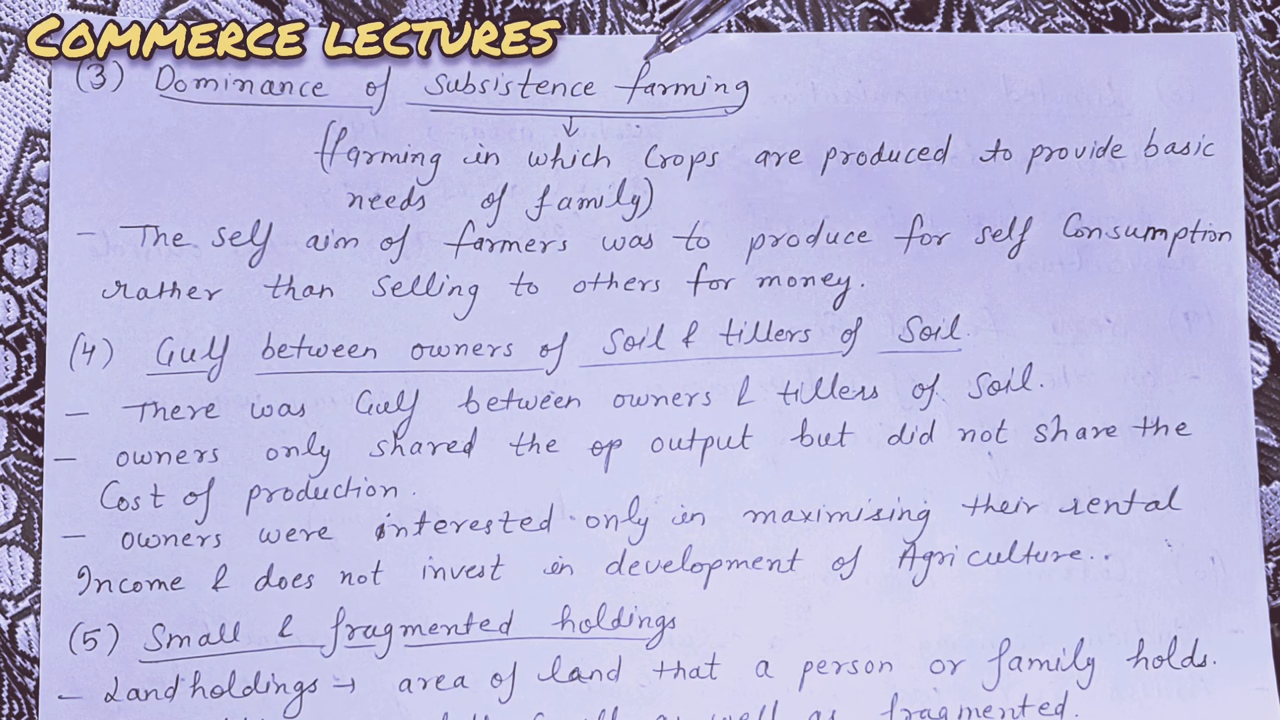 COMMERCE LECTURES
(3) Dominance of Subsistence farming
(farming in which Crops are produced to provide basic
needs of family)
- The self aim of farmers was to produce for self Consumption
rather than Selling to others for money.
(4) Gulf between owners of Soil & tillers of Soil.
- There was Gulf between owners & tillers of Soil.
- owners only shared the op output but did not share the
Cost of production.
- owners were interested only in maximising their rental
Income & does not invest in development of Agriculture..
(5) Small & fragmented holdings
- Landholdings → area of land that a person or family holds.
as well as fragmented.